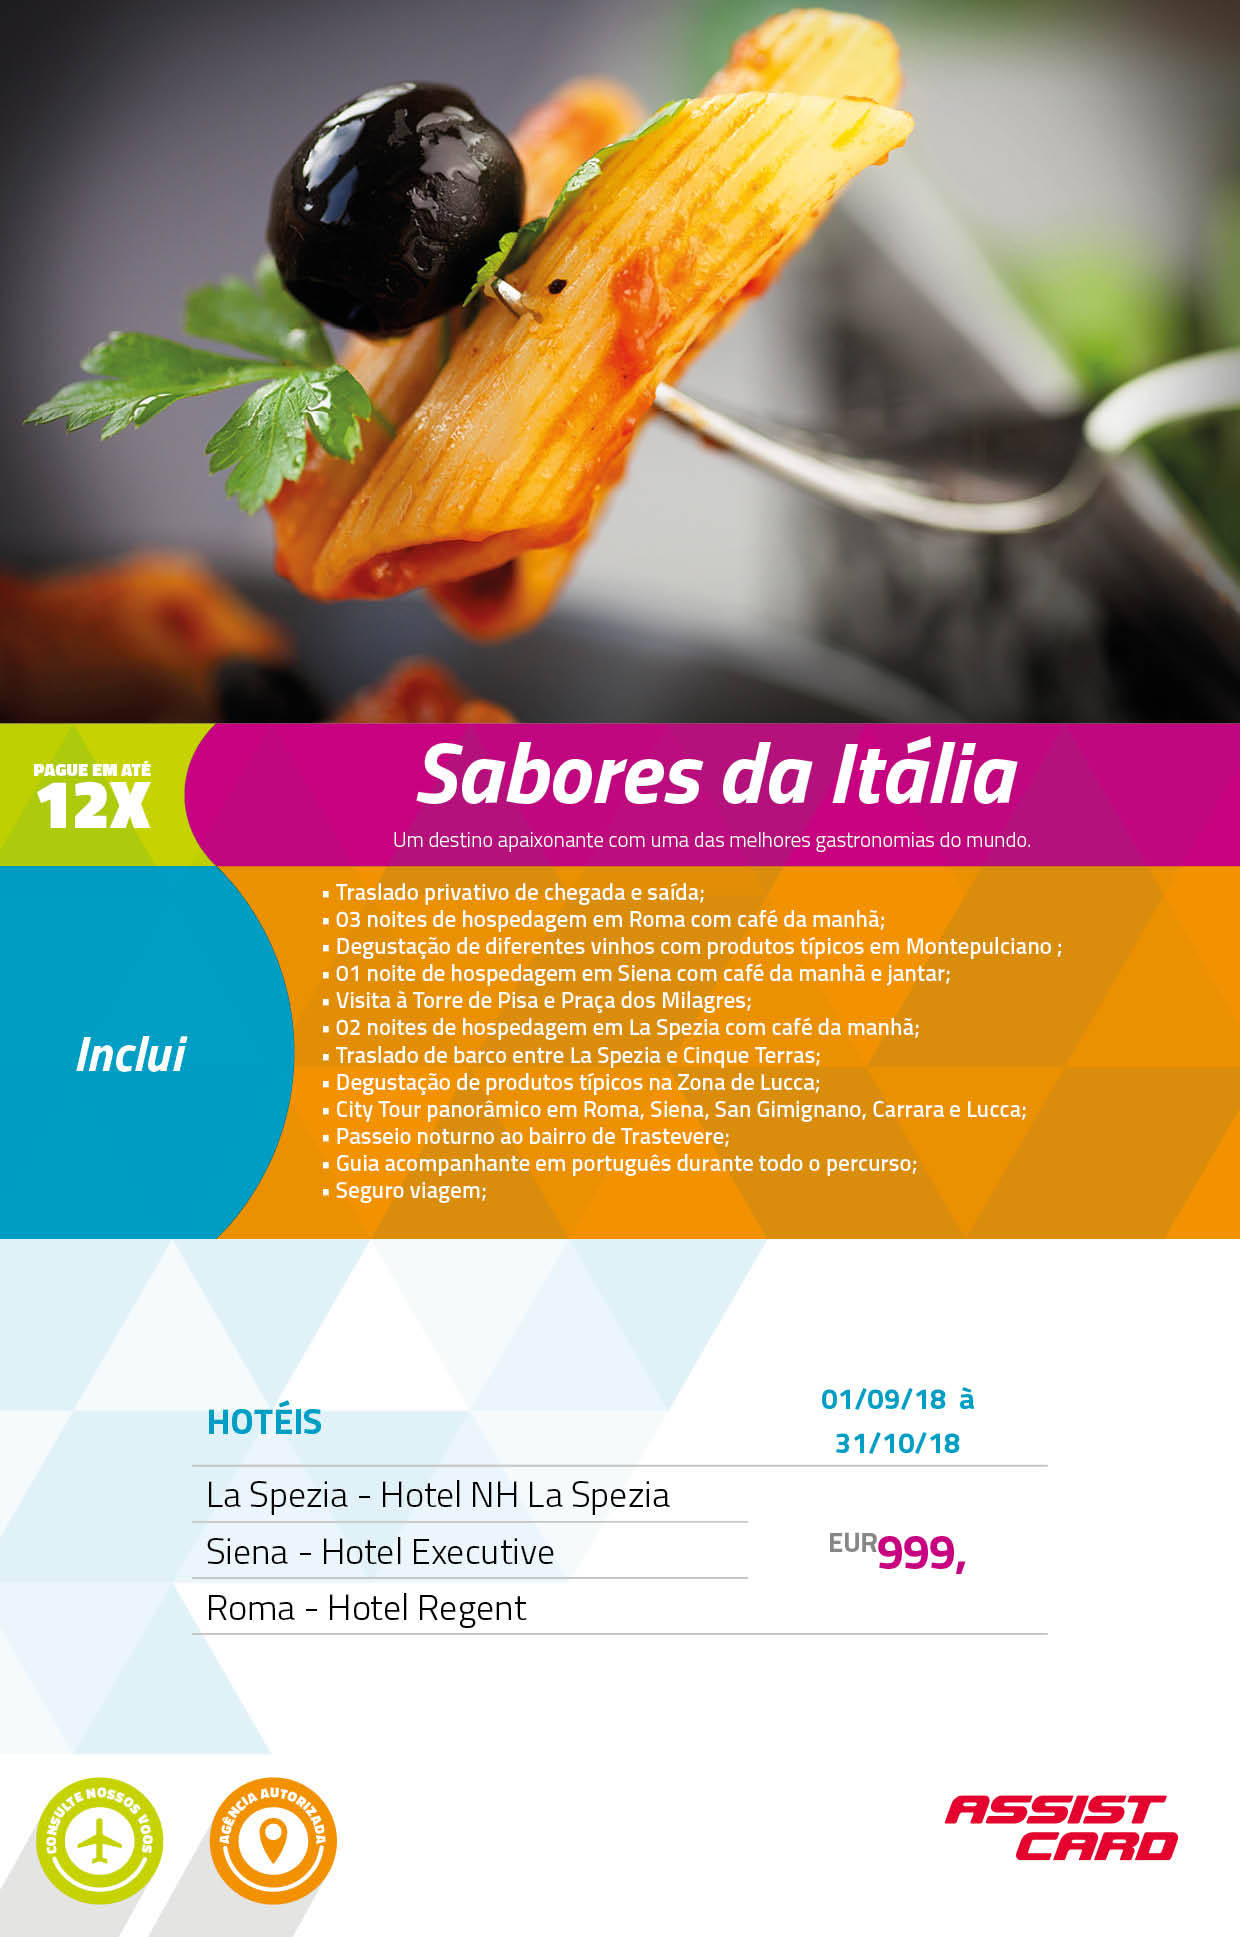 PAGUE EM ATÉ
12X
Sabores da Itália
Um destino apaixonante com uma das melhores gastronomias do mundo.
Inclui
• Traslado privativo de chegada e saída;
• 03 noites de hospedagem em Roma com café da manhã;
• Degustação de diferentes vinhos com produtos típicos em Montepulciano ;
• 01 noite de hospedagem em Siena com café da manhã e jantar;
• Visita à Torre de Pisa e Praça dos Milagres;
• 02 noites de hospedagem em La Spezia com café da manhã;
• Traslado de barco entre La Spezia e Cinque Terras;
• Degustação de produtos típicos na Zona de Lucca;
• City Tour panorâmico em Roma, Siena, San Gimignano, Carrara e Lucca;
• Passeio noturno ao bairro de Trastevere;
• Guia acompanhante em português durante todo o percurso;
• Seguro viagem;
HOTÉIS
01/09/18 à
31/10/18
La Spezia - Hotel NH La Spezia
Siena - Hotel Executive
Roma - Hotel Regent
EUR999,
CONSULTE NOSSOS VOOS
AGÊNCIA AUTORIZADA
ASSIST
CARD